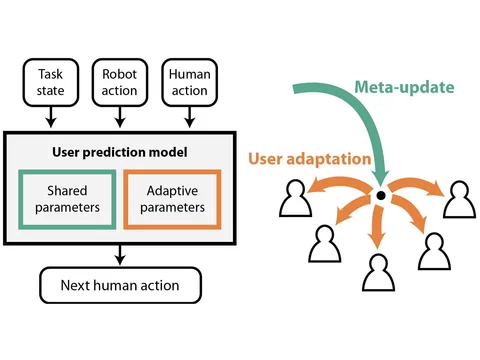 Task
state
Robot
action
Human
action
User prediction model
Shared
parameters
Adaptive
parameters
Next human action
Meta-update
User adaptation